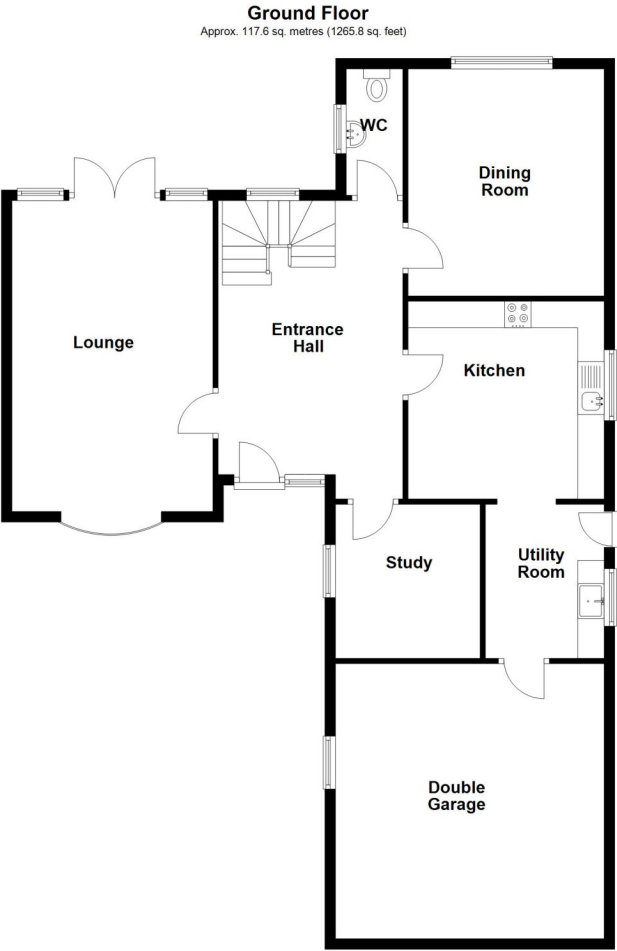 Ground Floor
Approx. 117.6 sq. metres (1265.8 sq. feet)
WC
Dining
Room
Lounge
Entrance
Hall
Kitchen
Study
Utility
Room
Double
Garage